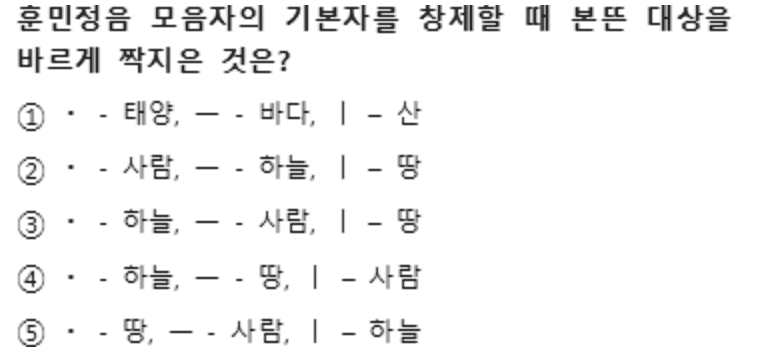 훈민정음 모음자의 기본자를 창제할 때 본뜬 대상을
바르게 짝지은 것은?
① ㆍ - 태양, ㅡ - 바다, ㅣ – 산
② ㆍ - 사람, ㅡ - 하늘, ㅣ – 땅
③ ㆍ - 하늘, ㅡ - 사람, ㅣ – 땅
④ ㆍ - 하늘, ㅡ - 땅, ㅣ – 사람
⑤ ㆍ - 땅, ㅡ - 사람, ㅣ – 하늘